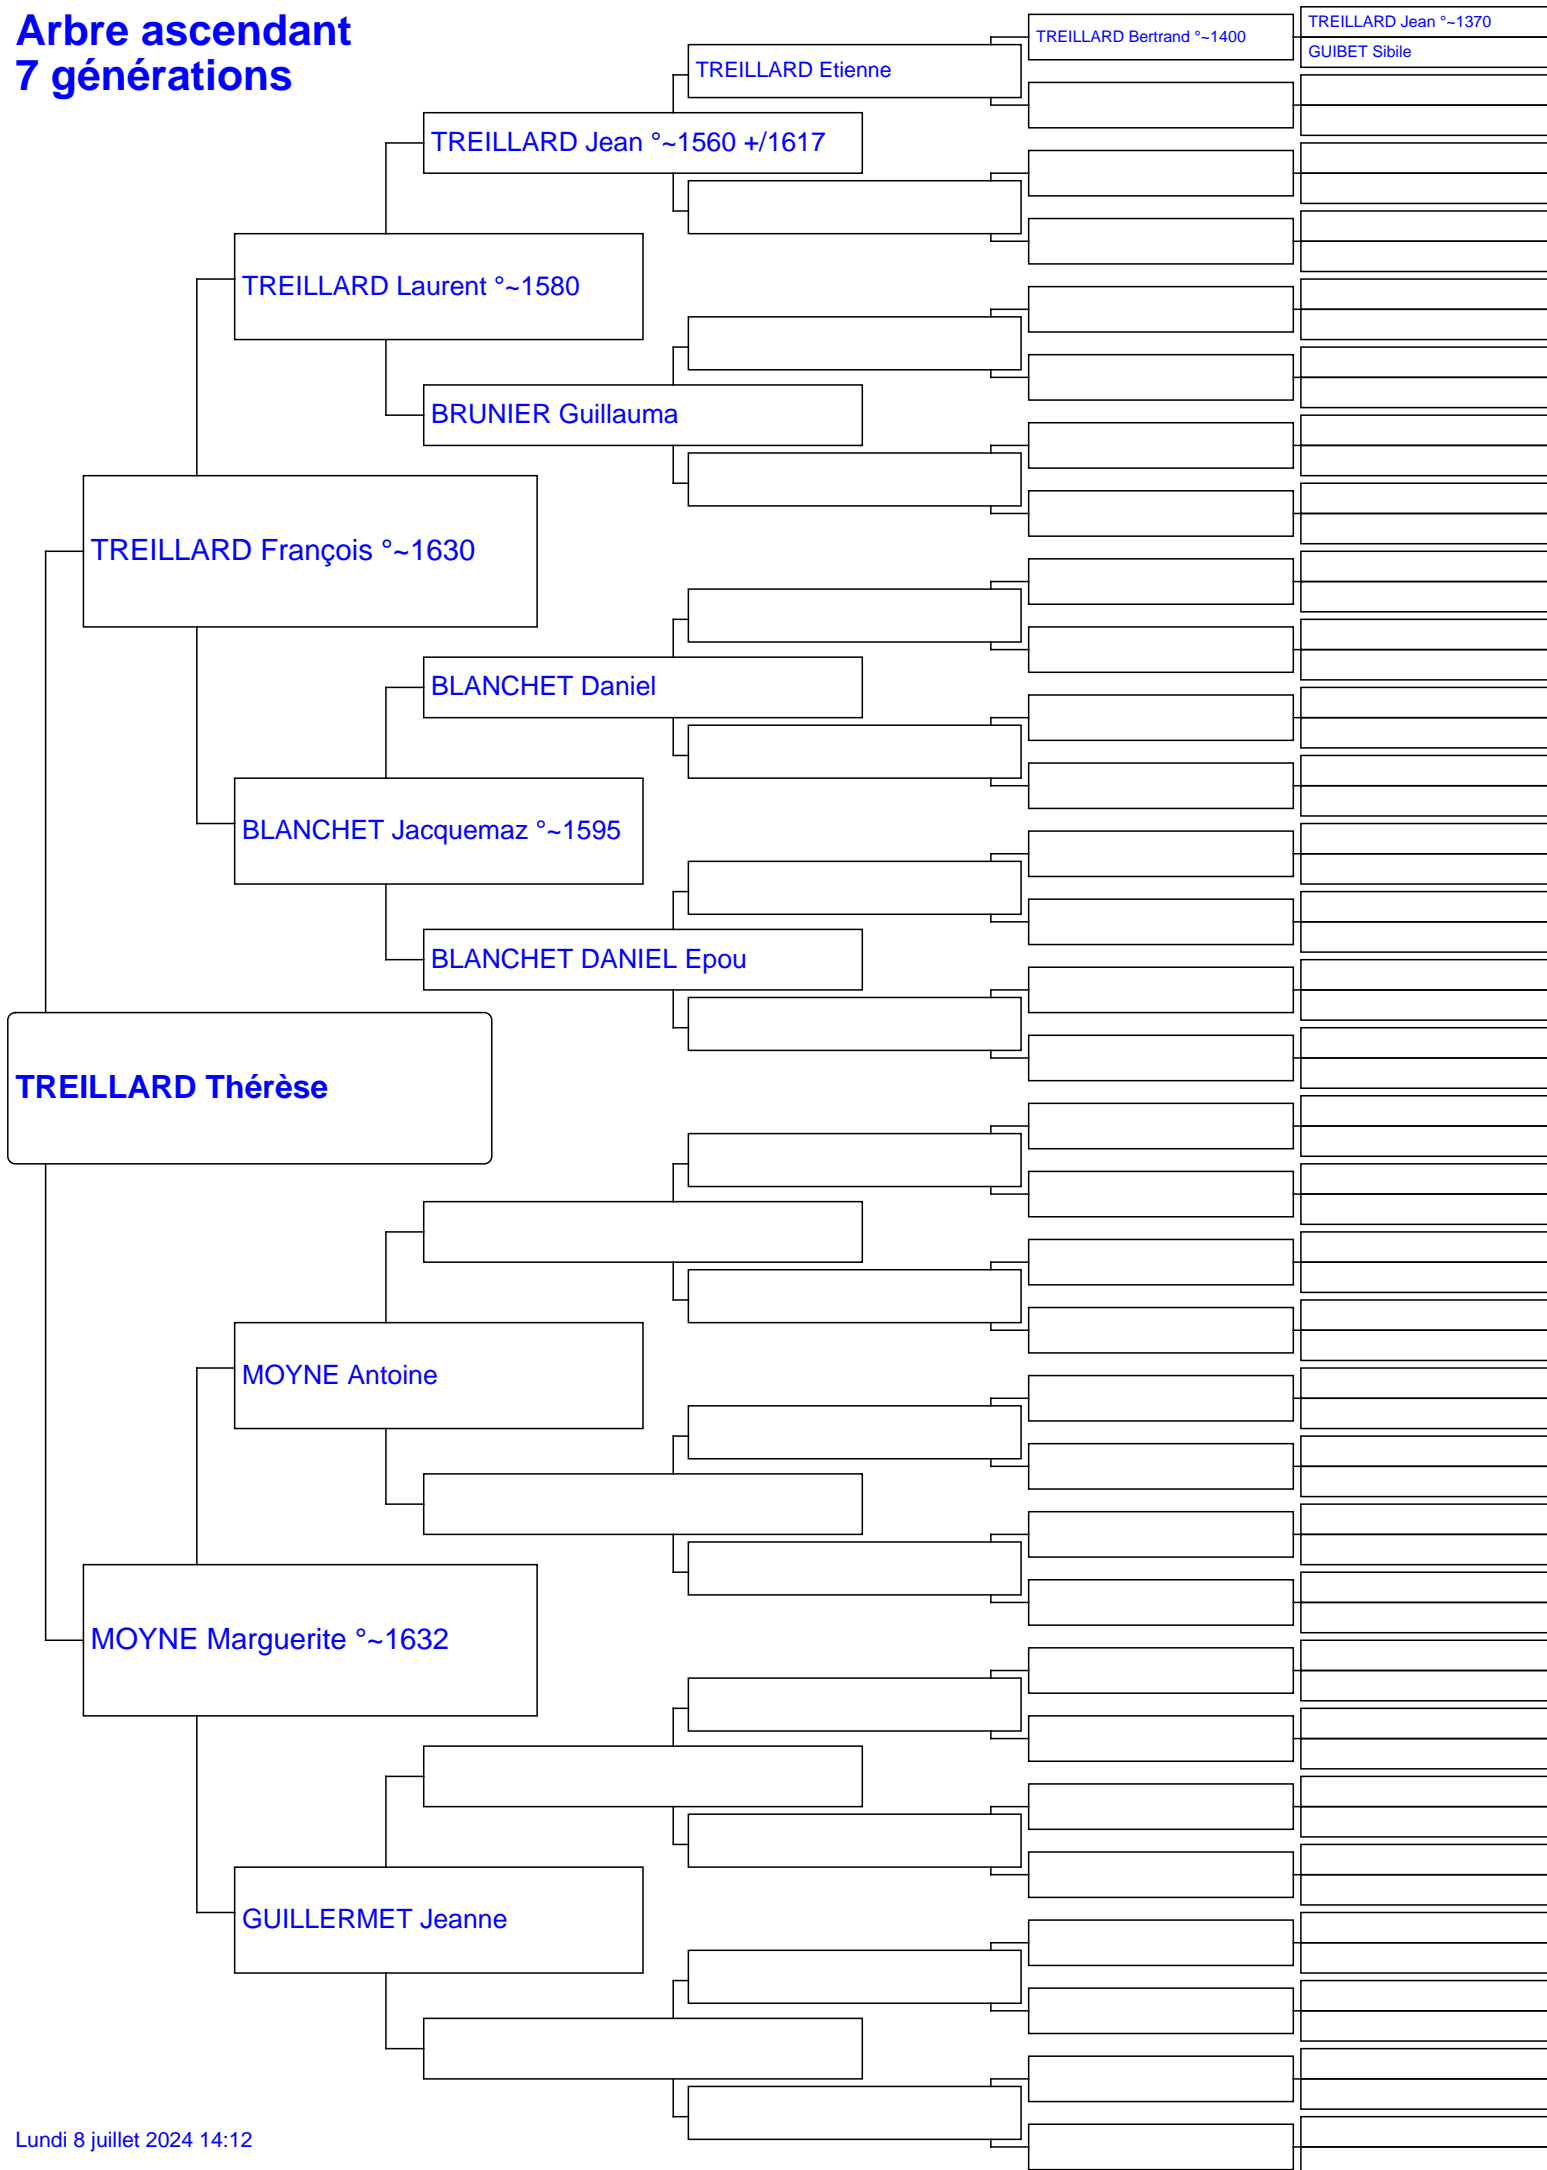 Arbre ascendant
7 générations
TREILLARD Jean °~1370
TREILLARD Bertrand °~1400
GUIBET Sibile
TREILLARD Etienne
TREILLARD Jean °~1560 +/1617
TREILLARD Laurent °~1580
BRUNIER Guillauma
TREILLARD François °~1630
BLANCHET Daniel
BLANCHET Jacquemaz °~1595
BLANCHET DANIEL Epou
TREILLARD Thérèse
MOYNE Antoine
MOYNE Marguerite °~1632
GUILLERMET Jeanne
Lundi 8 juillet 2024 14:12